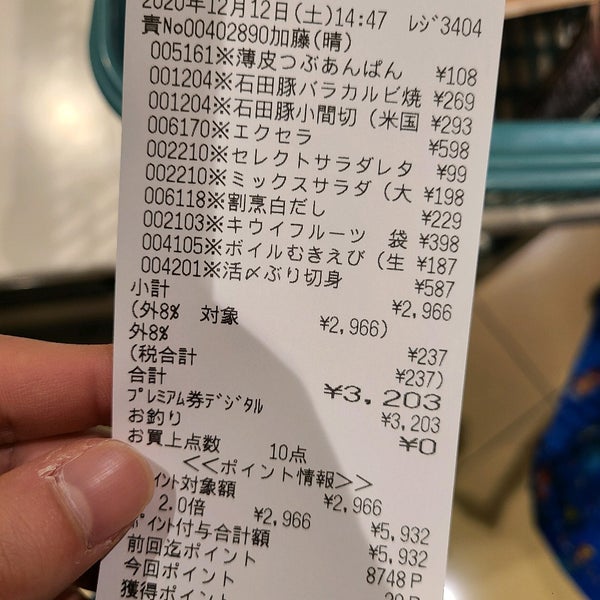 2020年12月12日(土)14:47 レジ3404
責No00402890加藤(晴)
005161※薄皮つぶあんぱん ¥108
001204※石田豚バラカルビ焼 ¥269
001204※石田豚小間切(米国 ¥293
006170※エクセラ ¥598
002210※セレクトサラダレタ ¥99
002210※ミックスサラダ(大 ¥198
006118※割烹白だし ¥229
002103※キウイフルーツ 袋 ¥398
004105※ボイルむきえび(生 ¥187
004201※活〆ぶり切身 ¥587
小計 ¥2,966
(外8% 対象 ¥2,966)
外8% ¥237
(税合計 ¥237)
合計 ¥3,203
プレミアム券デジタル ¥3,203
お釣り ¥0
お買上点数 10点
<<ポイント情報>>
イント対象額 ¥2,966
2.0倍 ¥2,966 ¥5,932
ポイント付与合計額 ¥5,932
前回迄ポイント 8748P
今回ポイント
獲得ポイント